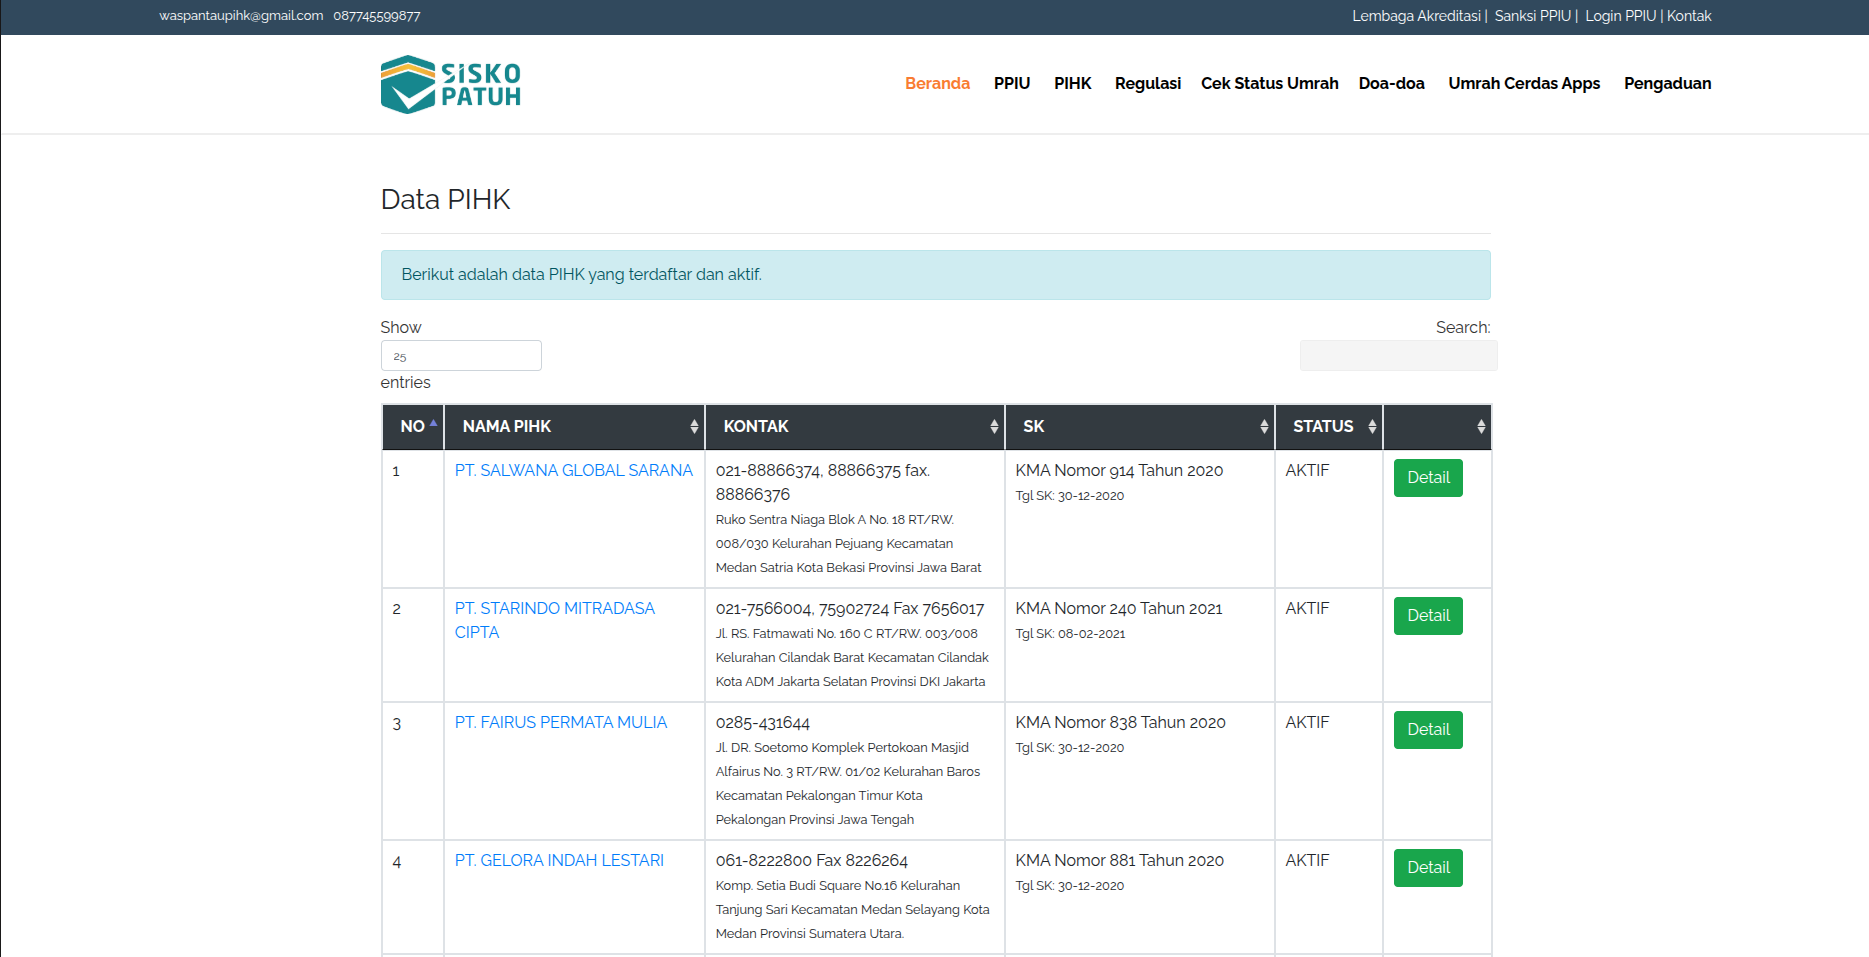 waspantaupihk@gmail.com 087745599877
Lembaga Akreditasi | Sanksi PPIU | Login PPIU | Kontak
SISKO
PATUH
Beranda PPIU PIHK Regulasi Cek Status Umrah Doa-doa Umrah Cerdas Apps Pengaduan
Data PIHK
Berikut adalah data PIHK yang terdaftar dan aktif.
Show
25
entries
Search:
NO NAMA PIHK KONTAK SK STATUS
1 PT. SALWANA GLOBAL SARANA 021-88866374, 88866375 fax. KMA Nomor 914 Tahun 2020 AKTIF Detail
88866376 Tgl SK: 30-12-2020
Ruko Sentra Niaga Blok A No. 18 RT/RW.
008/030 Kelurahan Pejuang Kecamatan
Medan Satria Kota Bekasi Provinsi Jawa Barat
2 PT. STARINDO MITRADASA 021-7566004, 75902724 Fax 7656017 KMA Nomor 240 Tahun 2021 AKTIF Detail
CIPTA Jl. RS. Fatmawati No. 160 C RT/RW. 003/008 Tgl SK: 08-02-2021
Kelurahan Cilandak Barat Kecamatan Cilandak
Kota ADM Jakarta Selatan Provinsi DKI Jakarta
3 PT. FAIRUS PERMATA MULIA 0285-431644 KMA Nomor 838 Tahun 2020 AKTIF Detail
Jl. DR. Soetomo Komplek Pertokoan Masjid Tgl SK: 30-12-2020
Alfairus No. 3 RT/RW. 01/02 Kelurahan Baros
Kecamatan Pekalongan Timur Kota
Pekalongan Provinsi Jawa Tengah
4 PT. GELORA INDAH LESTARI 061-8222800 Fax 8226264 KMA Nomor 881 Tahun 2020 AKTIF Detail
Komp. Setia Budi Square No.16 Kelurahan Tgl SK: 30-12-2020
Tanjung Sari Kecamatan Medan Selayang Kota
Medan Provinsi Sumatera Utara.